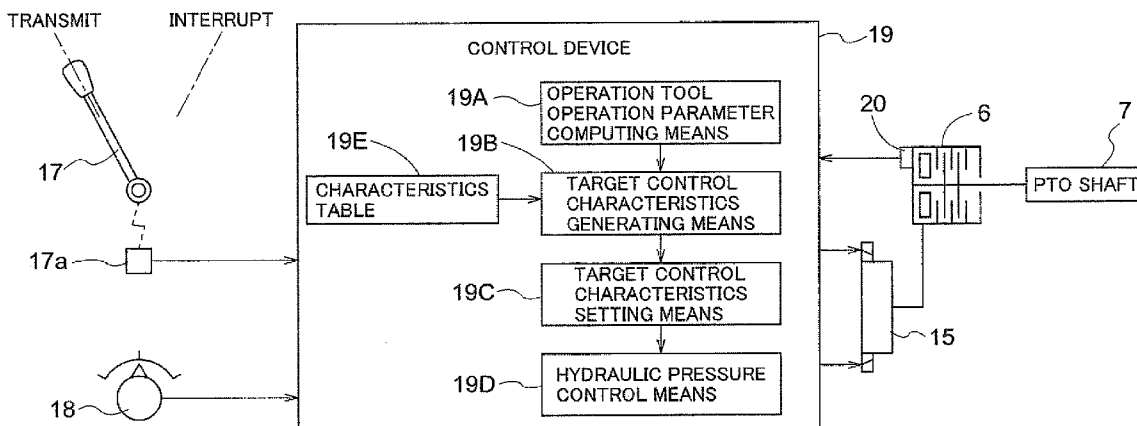 TRANSMIT
INTERRUPT
17
17a
18
CONTROL DEVICE
19
19A
OPERATION TOOL
OPERATION PARAMETER
COMPUTING MEANS
19E
CHARACTERISTICS
TABLE
19B
TARGET CONTROL
CHARACTERISTICS
GENERATING MEANS
19C
TARGET CONTROL
CHARACTERISTICS
SETTING MEANS
19D
HYDRAULIC PRESSURE
CONTROL MEANS
20
6
7
PTO SHAFT
15